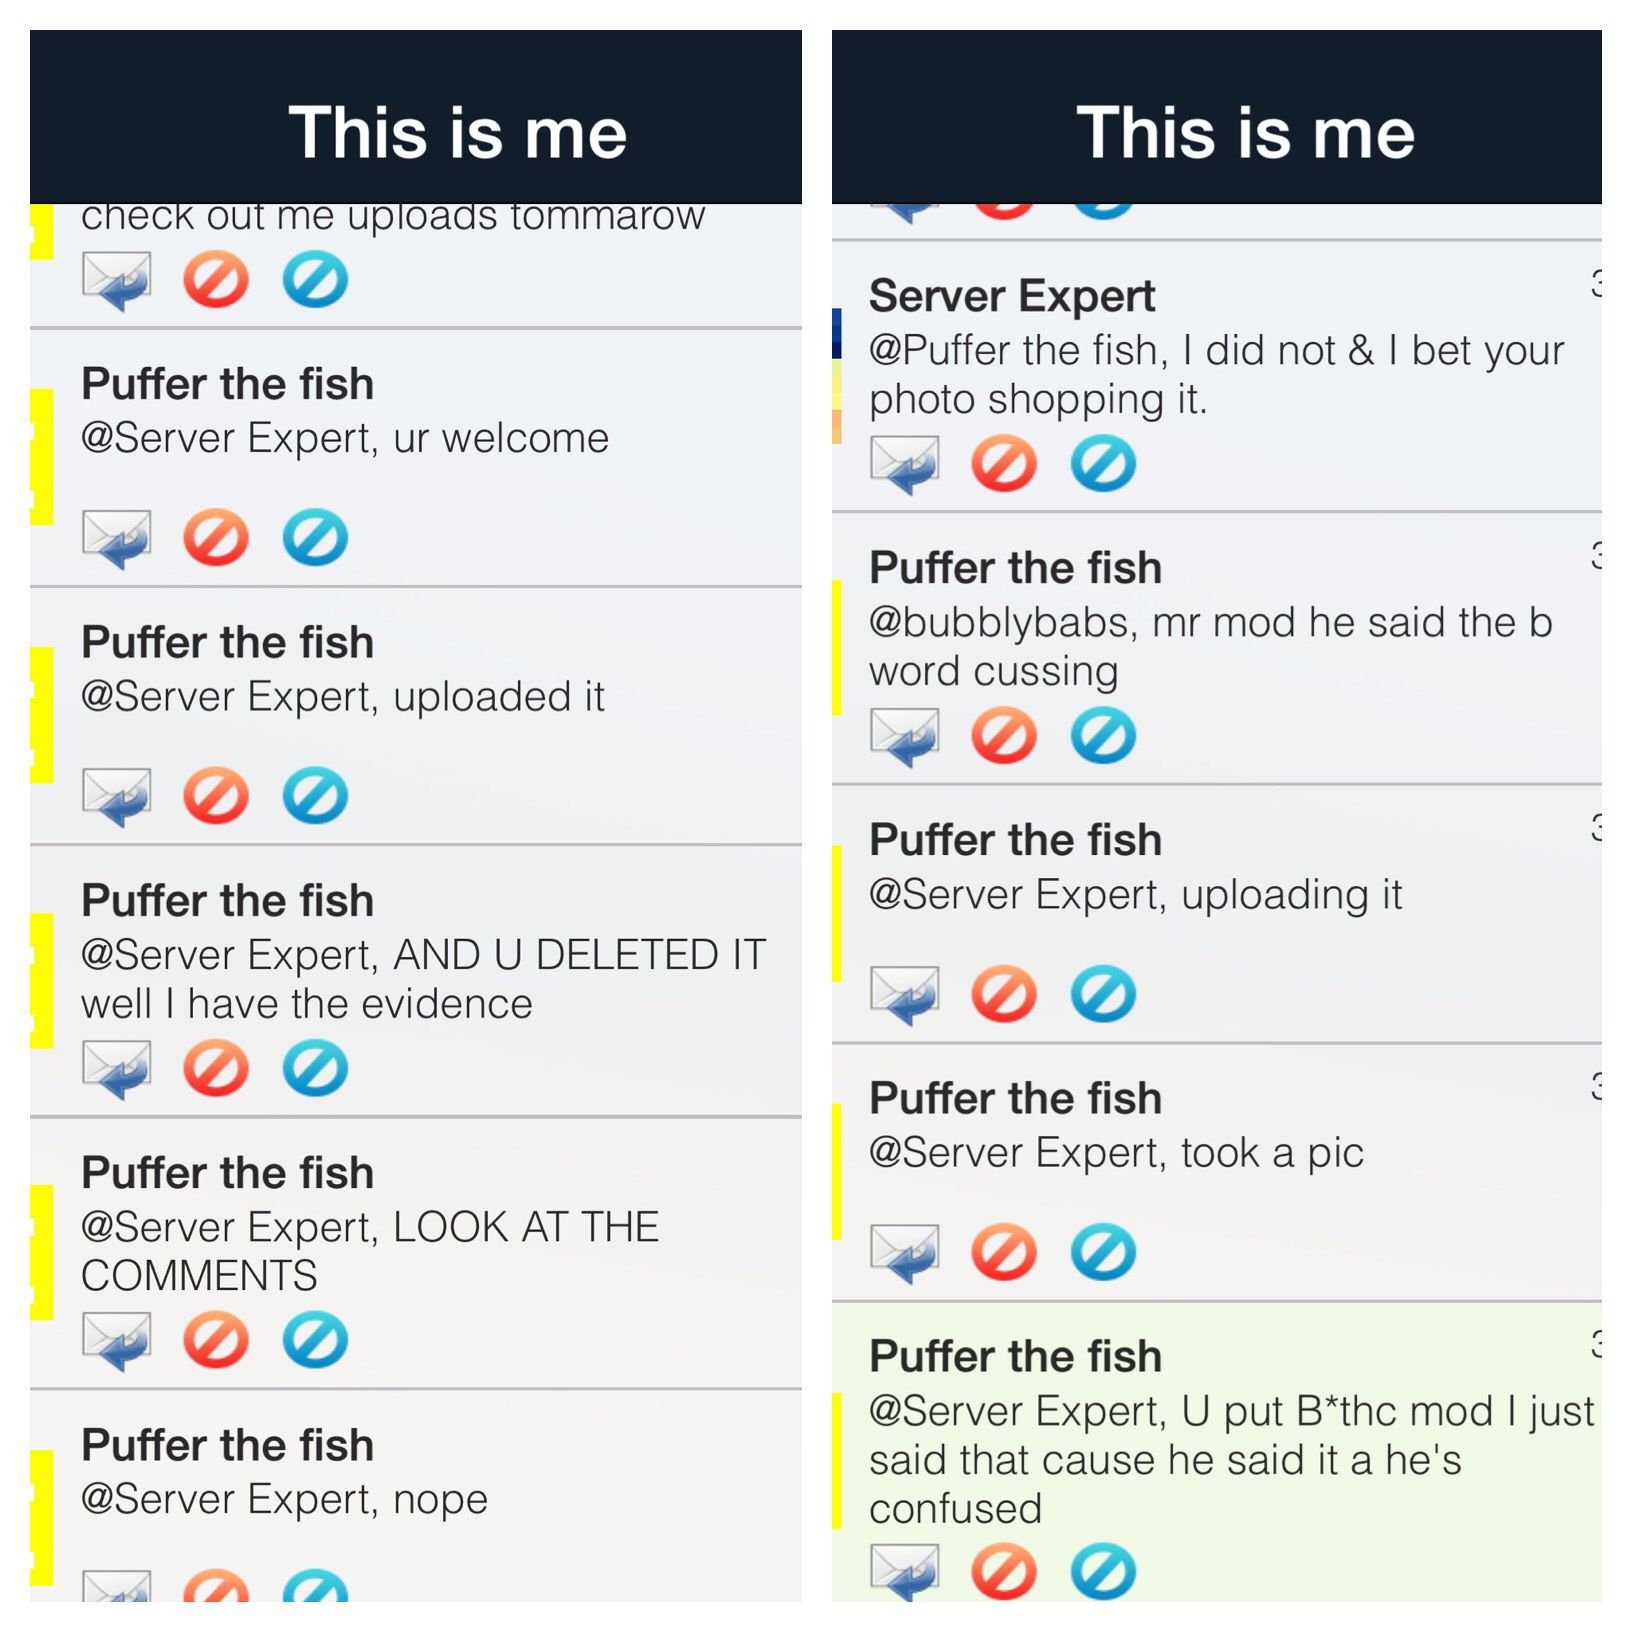 This is me
check out me uploads tommarow
Puffer the fish
@Server Expert, ur welcome
Puffer the fish
@Server Expert, uploaded it
Puffer the fish
@Server Expert, AND U DELETED IT
well I have the evidence
Puffer the fish
@Server Expert, LOOK AT THE
COMMENTS
Puffer the fish
@Server Expert, nope
This is me
Server Expert
@Puffer the fish, I did not & I bet your
photo shopping it.
Puffer the fish
@bubblybabs, mr mod he said the b
word cussing
Puffer the fish
@Server Expert, uploading it
Puffer the fish
@Server Expert, took a pic
Puffer the fish
@Server Expert, U put B*thc mod I just
said that cause he said it a he's
confused